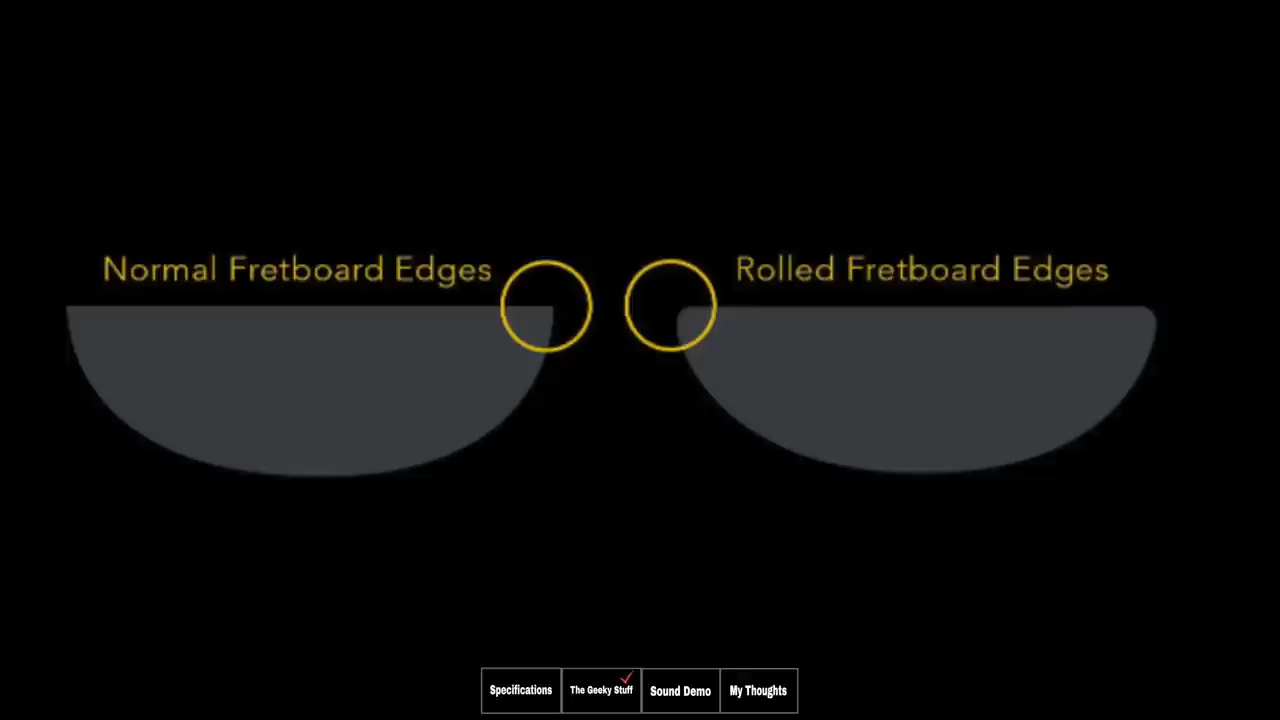 Normal Fretboard Edges
Rolled Fretboard Edges
Specifications
The Geeky Stuff
Sound Demo
My Thoughts